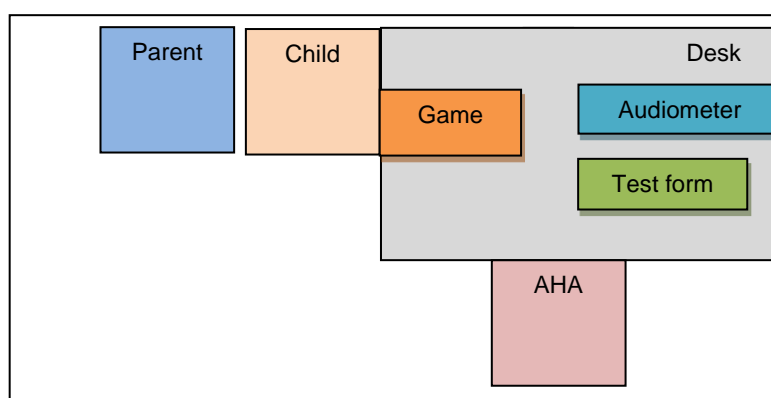 Parent
Child
Desk
Game
Audiometer
Test form
AHA